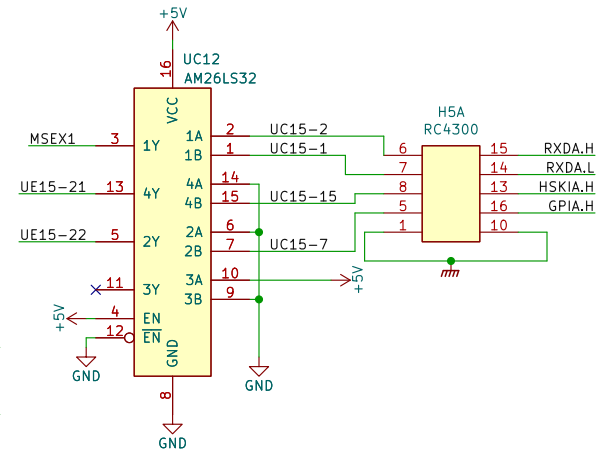 +5V
UC12
AM26LS32
16
VCC
MSEX1 3 1Y 1A 2 UC15-2
1B 1 UC15-1
UE15-21 13 4Y 4A 14
4B 15 UC15-15
UE15-22 5 2Y 2A 6
2B 7 UC15-7
11 3Y 3A 10 +5V
3B 9
+5V 4 EN
12 EN
GND
GND
GND
8
GND
H5A
RC4300
6 15 RXDA.H
7 14 RXDA.L
8 13 HSKIA.H
5 16 GPIA.H
1 10